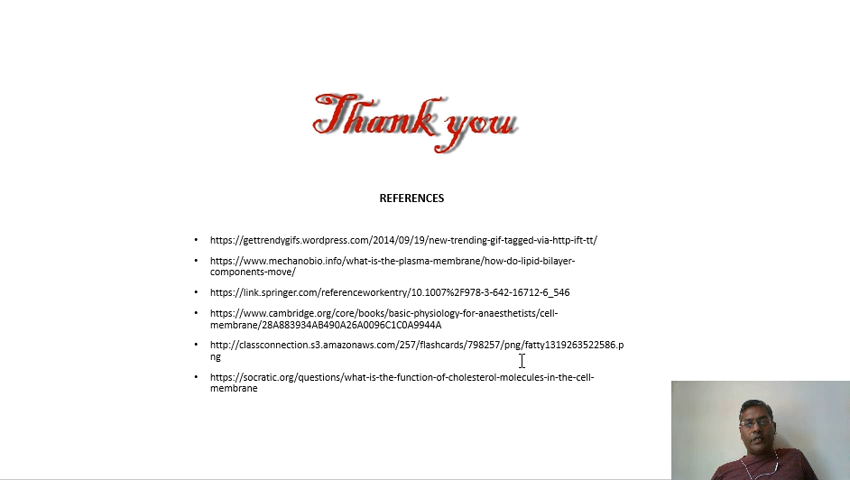 Thank you
REFERENCES
• https://gettrendygifs.wordpress.com/2014/09/19/new-trending-gif-tagged-via-http-ift-tt/
• https://www.mechanobio.info/what-is-the-plasma-membrane/how-do-lipid-bilayer-
components-move/
• https://link.springer.com/referenceworkentry/10.1007%2F978-3-642-16712-6_546
• https://www.cambridge.org/core/books/basic-physiology-for-anaesthetists/cell-
membrane/28A883934AB490A26A0096C1C0A9944A
• http://classconnection.s3.amazonaws.com/257/flashcards/798257/png/fatty1319263522586.p
ng
• https://socratic.org/questions/what-is-the-function-of-cholesterol-molecules-in-the-cell-
membrane